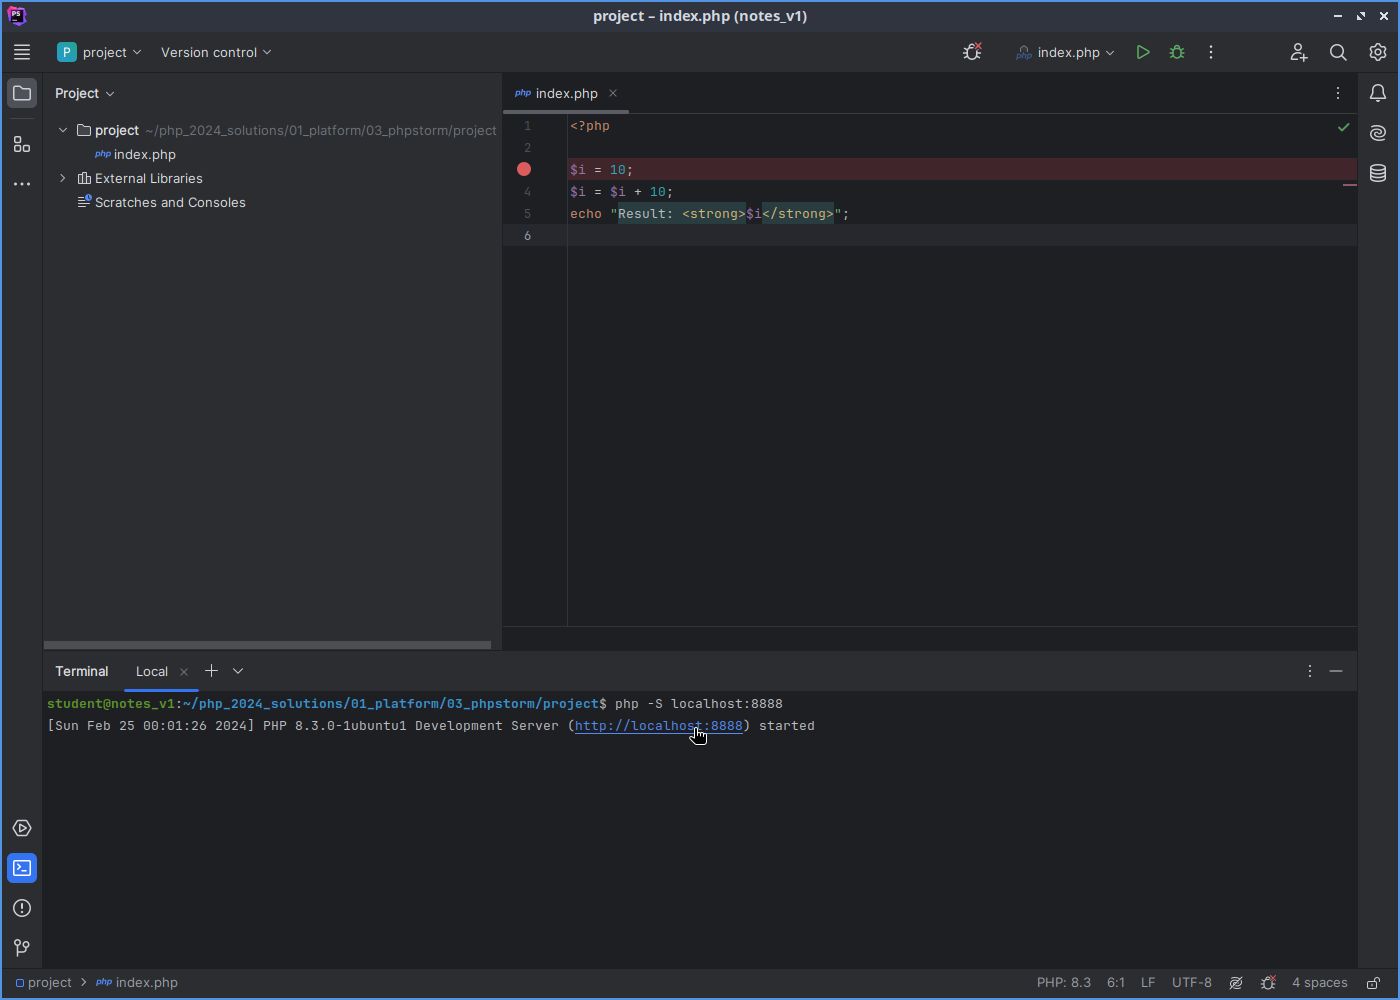 PS
project – index.php (notes_v1)
P project Version control index.php
Project
php index.php
project ~/php_2024_solutions/01_platform/03_phpstorm/project
php index.php
External Libraries
Scratches and Consoles
1 <?php
2
$i = 10;
4 $i = $i + 10;
5 echo "Result: <strong>$i</strong>";
6
Terminal Local
student@notes_v1:~/php_2024_solutions/01_platform/03_phpstorm/project$ php -S localhost:8888
[Sun Feb 25 00:01:26 2024] PHP 8.3.0-1ubuntu1 Development Server (http://localhost:8888) started
project php index.php PHP: 8.3 6:1 LF UTF-8 4 spaces